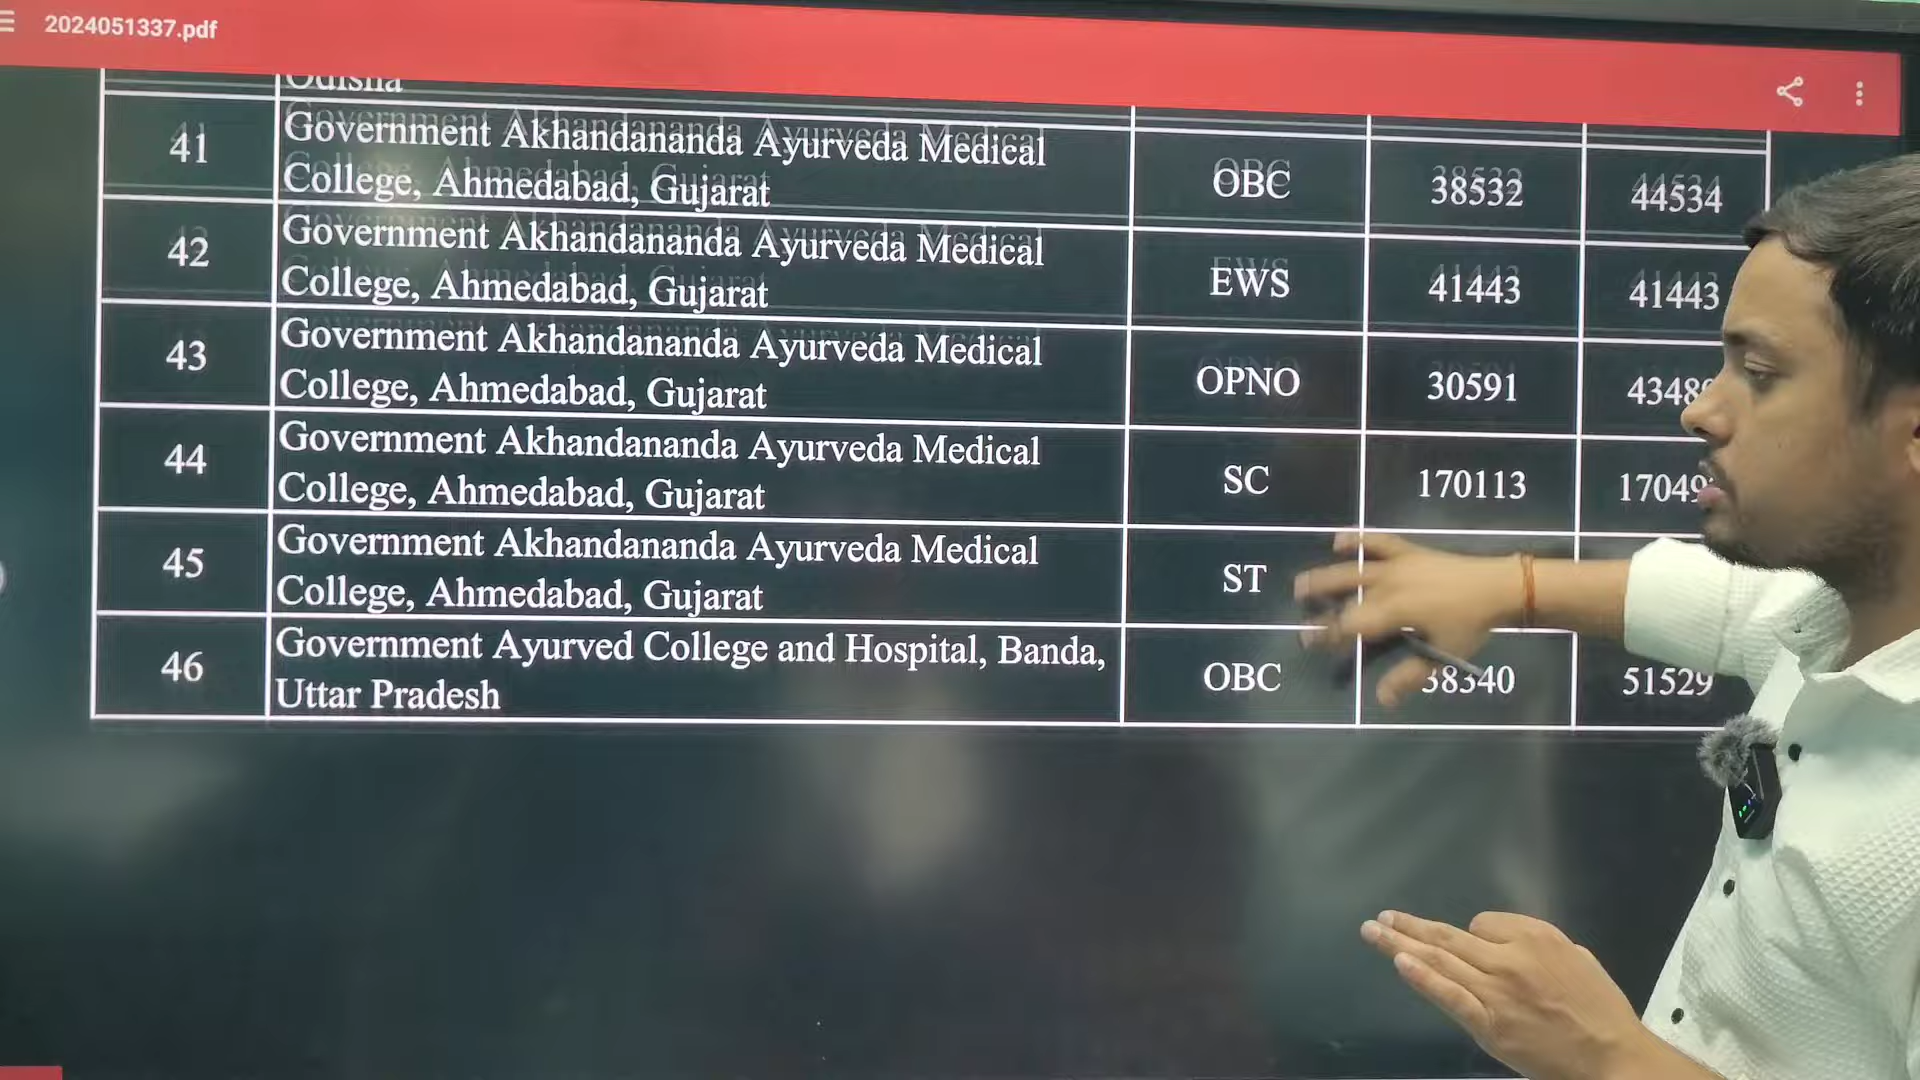 2024051337.pdf
Odisha
41 Government Akhandananda Ayurveda Medical College, Ahmedabad, Gujarat OBC 38532 44534
42 Government Akhandananda Ayurveda Medical College, Ahmedabad, Gujarat EWS 41443 41443
43 Government Akhandananda Ayurveda Medical College, Ahmedabad, Gujarat OPNO 30591
44 Government Akhandananda Ayurveda Medical College, Ahmedabad, Gujarat SC 170113
45 Government Akhandananda Ayurveda Medical College, Ahmedabad, Gujarat ST
46 Government Ayurved College and Hospital, Banda, Uttar Pradesh OBC 38340 51529